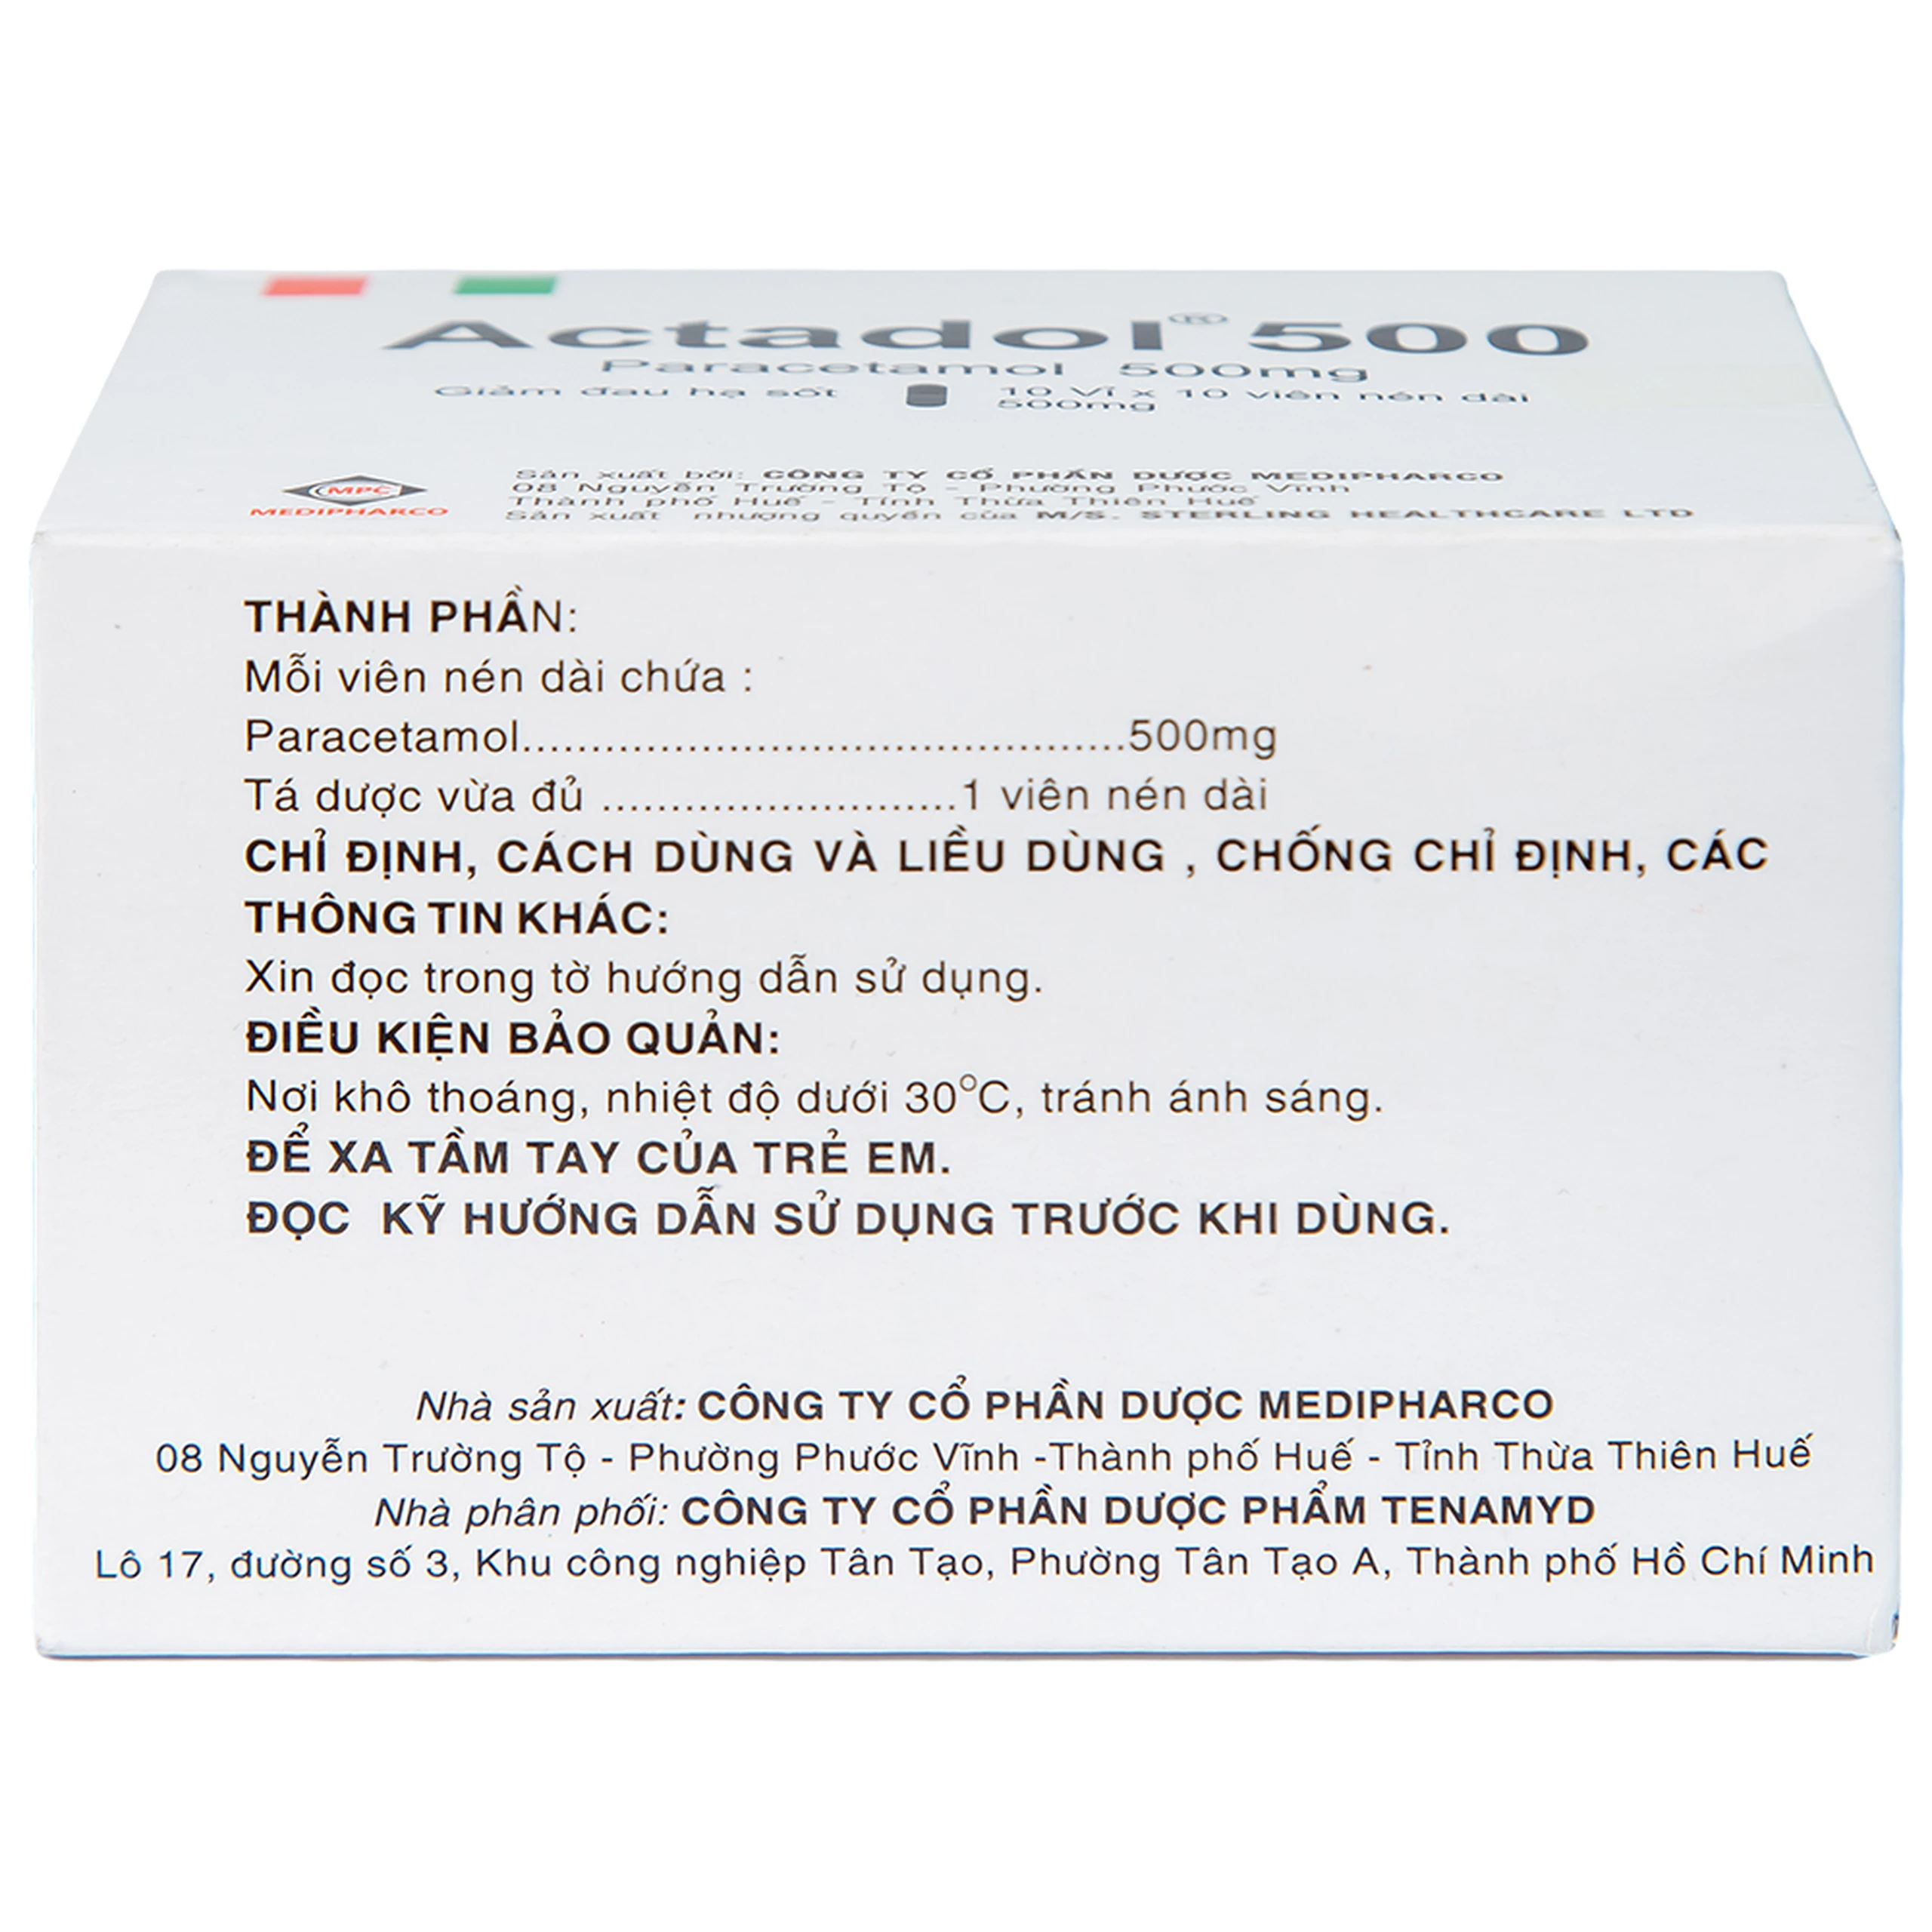 Actadol® 500
Paracetamol 500mg
Giảm đau hạ sốt
10 Vỉ x 10 viên nén dài
500mg
MPC
MEDIPHARCO
Sản xuất bởi: CÔNG TY CỔ PHẦN DƯỢC MEDIPHARCO
08 Nguyễn Trường Tộ - Phường Phước Vĩnh
Thành phố Huế - Tỉnh Thừa Thiên Huế
Sản xuất nhượng quyền của M/S. STERLING HEALTHCARE LTD
THÀNH PHẦN:
Mỗi viên nén dài chứa :
Paracetamol............................................500mg
Tá dược vừa đủ ..........................1 viên nén dài
CHỈ ĐỊNH, CÁCH DÙNG VÀ LIỀU DÙNG , CHỐNG CHỈ ĐỊNH, CÁC
THÔNG TIN KHÁC:
Xin đọc trong tờ hướng dẫn sử dụng.
ĐIỀU KIỆN BẢO QUẢN:
Nơi khô thoáng, nhiệt độ dưới 30°C, tránh ánh sáng.
ĐỂ XA TẦM TAY CỦA TRẺ EM.
ĐỌC KỸ HƯỚNG DẪN SỬ DỤNG TRƯỚC KHI DÙNG.
Nhà sản xuất: CÔNG TY CỔ PHẦN DƯỢC MEDIPHARCO
08 Nguyễn Trường Tộ - Phường Phước Vĩnh -Thành phố Huế - Tỉnh Thừa Thiên Huế
Nhà phân phối: CÔNG TY CỔ PHẦN DƯỢC PHẨM TENAMYD
Lô 17, đường số 3, Khu công nghiệp Tân Tạo, Phường Tân Tạo A, Thành phố Hồ Chí Minh